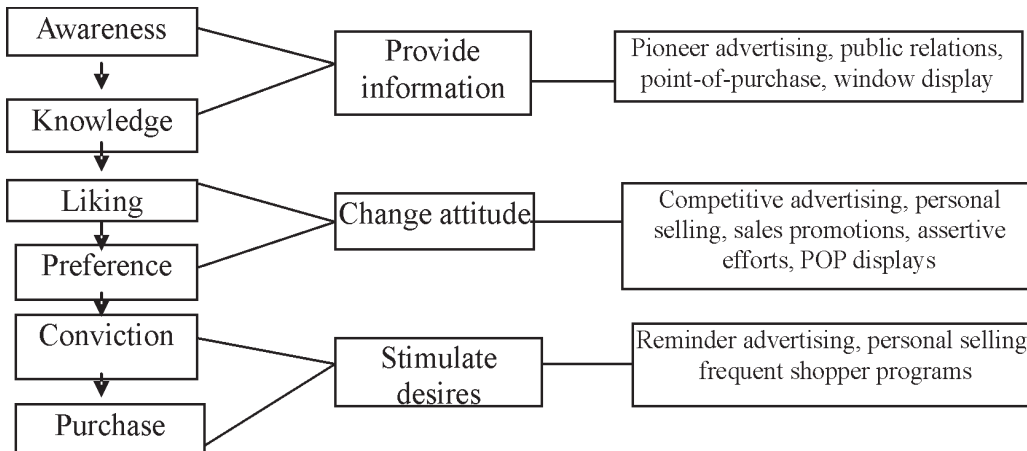 Awareness
Knowledge
Liking
Preference
Conviction
Purchase
Provide
information
Change attitude
Stimulate
desires
Pioneer advertising, public relations,
point-of-purchase, window display
Competitive advertising, personal
selling, sales promotions, assertive
efforts, POP displays
Reminder advertising, personal selling
frequent shopper programs